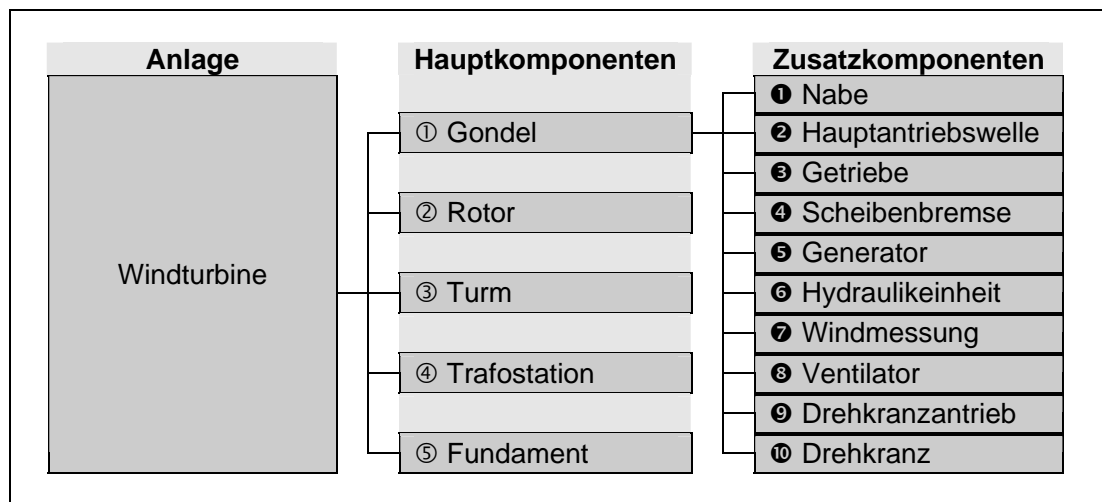 Anlage
Windturbine
Hauptkomponenten
① Gondel
② Rotor
③ Turm
④ Trafostation
⑤ Fundament
Zusatzkomponenten
❶ Nabe
❷ Hauptantriebswelle
❸ Getriebe
❹ Scheibenbremse
❺ Generator
❻ Hydraulikeinheit
❼ Windmessung
❽ Ventilator
❾ Drehkranzantrieb
❿ Drehkranz